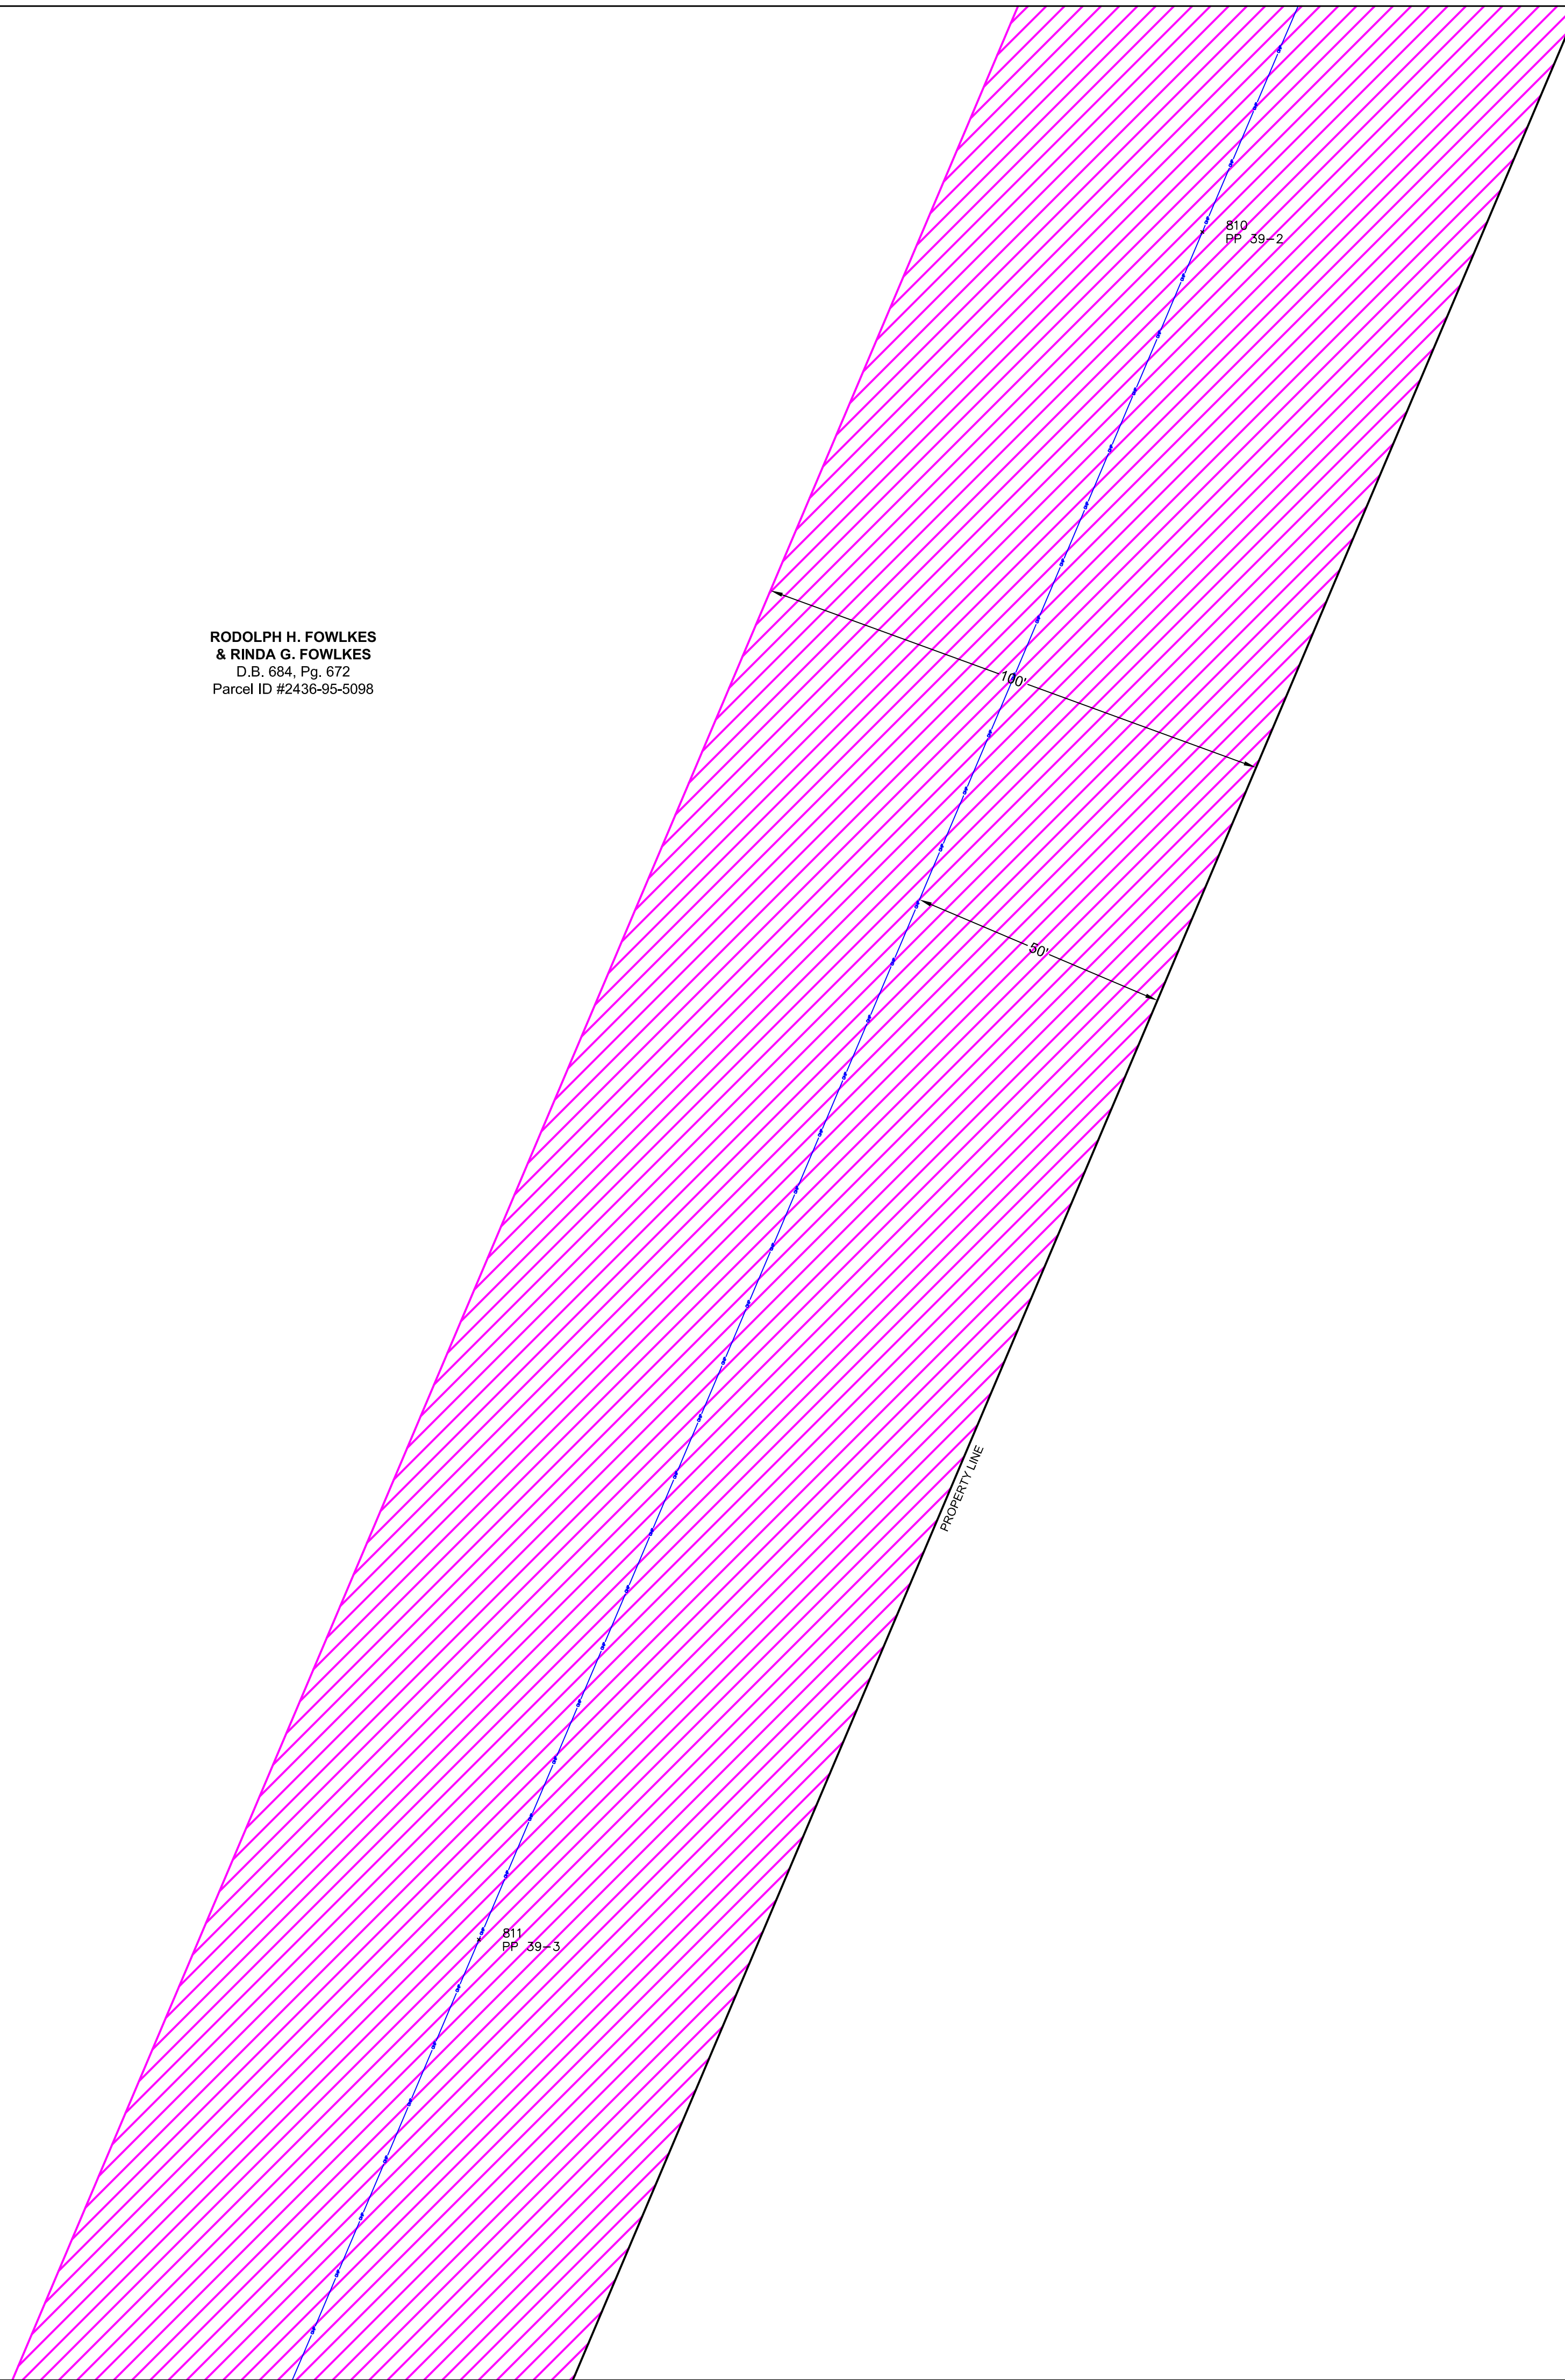 810
PP 39-2
RODOLPH H. FOWLKES
& RINDA G. FOWLKES
D.B. 684, Pg. 672
Parcel ID #2436-95-5098
100'
50'
PROPERTY LINE
811
PP 39-3